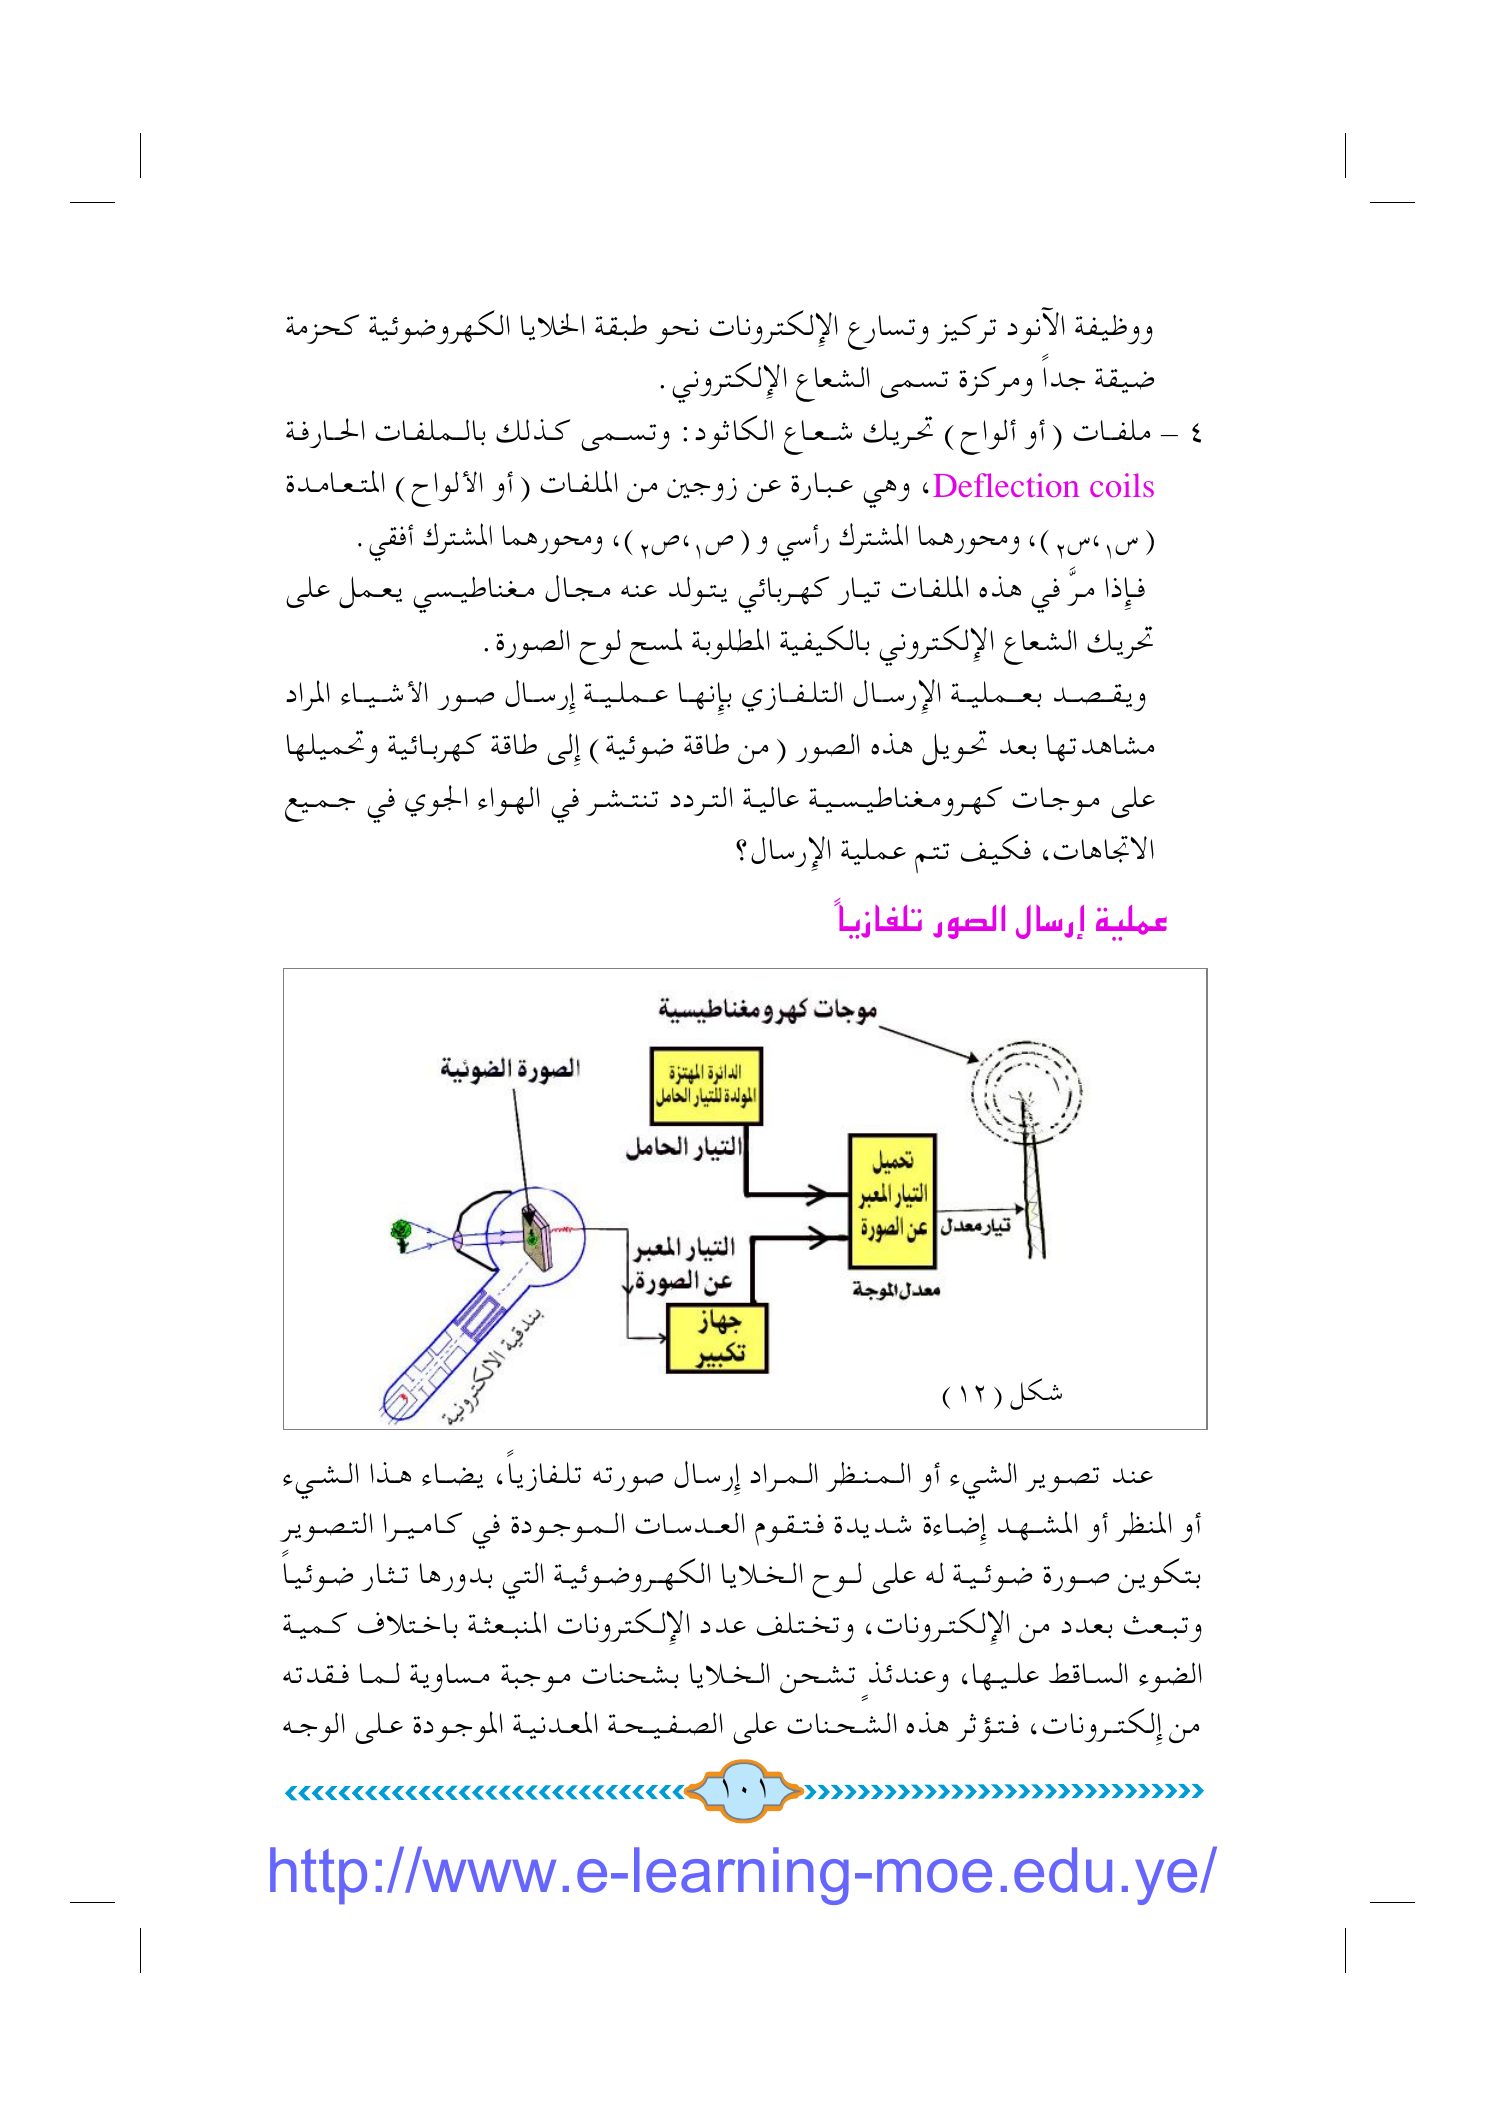 ووظيفة الآنود تركيز وتسارع الإلكترونات نحو طبقة الخلايا الكهروضوئية كحزمة
ضيقة جداً ومركزة تسمى الشعاع الإلكتروني .
٤ – ملفات ( أو ألواح ) تحريك شعاع الكاثود : وتسمى كذلك بالملفات الحارفة
Deflection coils، وهي عبارة عن زوجين من الملفات ( أو الألواح ) المتعامدة
( س١،س٢ )، ومحورهما المشترك رأسي و ( ص١،ص٢ )، ومحورهما المشترك أفقي .
فإذا مرَّ في هذه الملفات تيار كهربائي يتولد عنه مجال مغناطيسي يعمل على
تحريك الشعاع الإلكتروني بالكيفية المطلوبة لمسح لوح الصورة .
ويقصد بعملية الإرسال التلفازي بإنها عملية إرسال صور الأشياء المراد
مشاهدتها بعد تحويل هذه الصور ( من طاقة ضوئية ) إلى طاقة كهربائية وتحميلها
على موجات كهرومغناطيسية عالية التردد تنتشر في الهواء الجوي في جميع
الاتجاهات، فكيف تتم عملية الإرسال؟
عملية إرسال الصور تلفازياً
موجات كهرومغناطيسية
الصورة الضوئية
الدائرة المهتزة
المولدة للتيار الحامل
التيار الحامل
تحميل
التيار المعبر
عن الصورة
تيار معدل
معدل الموجة
التيار المعبر
عن الصورة
جهاز
تكبير
بندقية الالكترونية
شكل ( ١٢ )
عند تصوير الشيء أو المنظر المراد إرسال صورته تلفازياً، يضاء هذا الشيء
أو المنظر أو المشهد إضاءة شديدة فتقوم العدسات الموجودة في كاميرا التصوير
بتكوين صورة ضوئية له على لوح الخلايا الكهروضوئية التي بدورها تثار ضوئياً
وتبعث بعدد من الإلكترونات، وتختلف عدد الإلكترونات المنبعثة باختلاف كمية
الضوء الساقط عليها، وعندئذٍ تشحن الخلايا بشحنات موجبة مساوية لما فقدته
من إلكترونات، فتؤثر هذه الشحنات على الصفيحة المعدنية الموجودة على الوجه
١٠١
http://www.e-learning-moe.edu.ye/